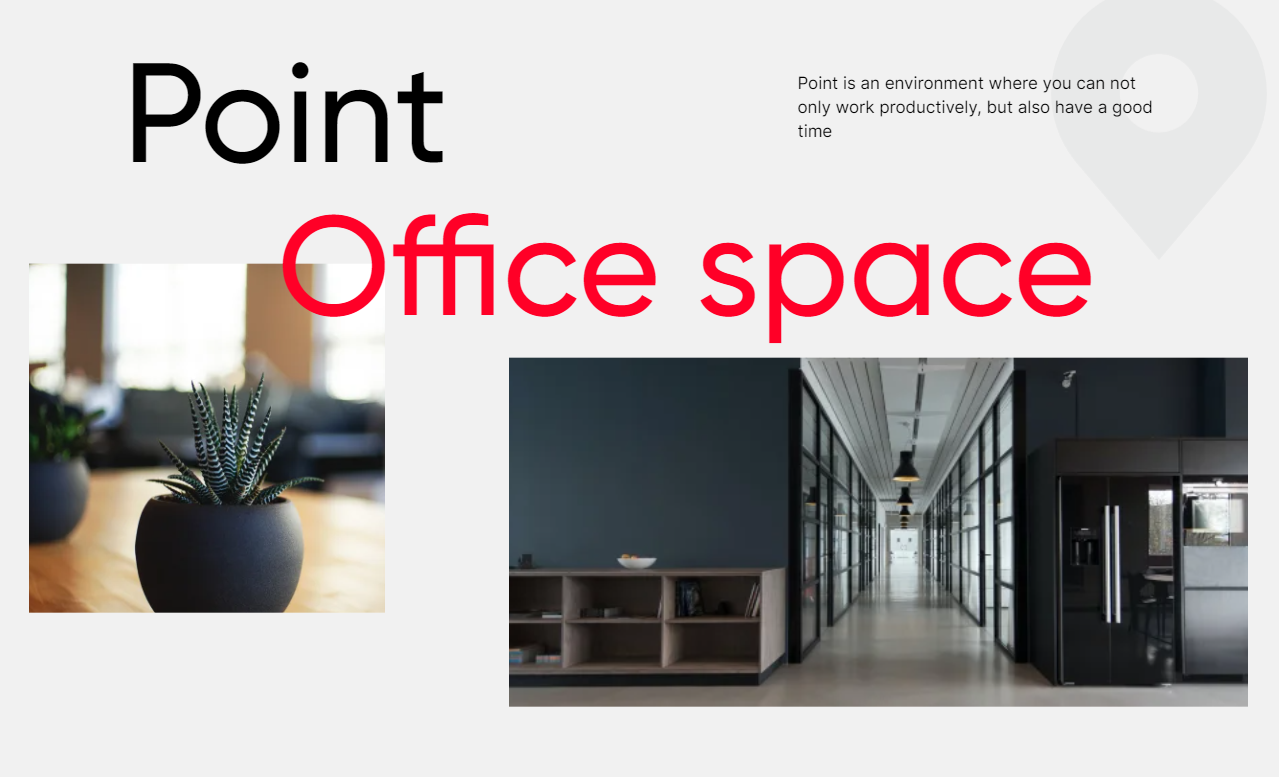 Point
Point is an environment where you can not
only work productively, but also have a good
time
Office space